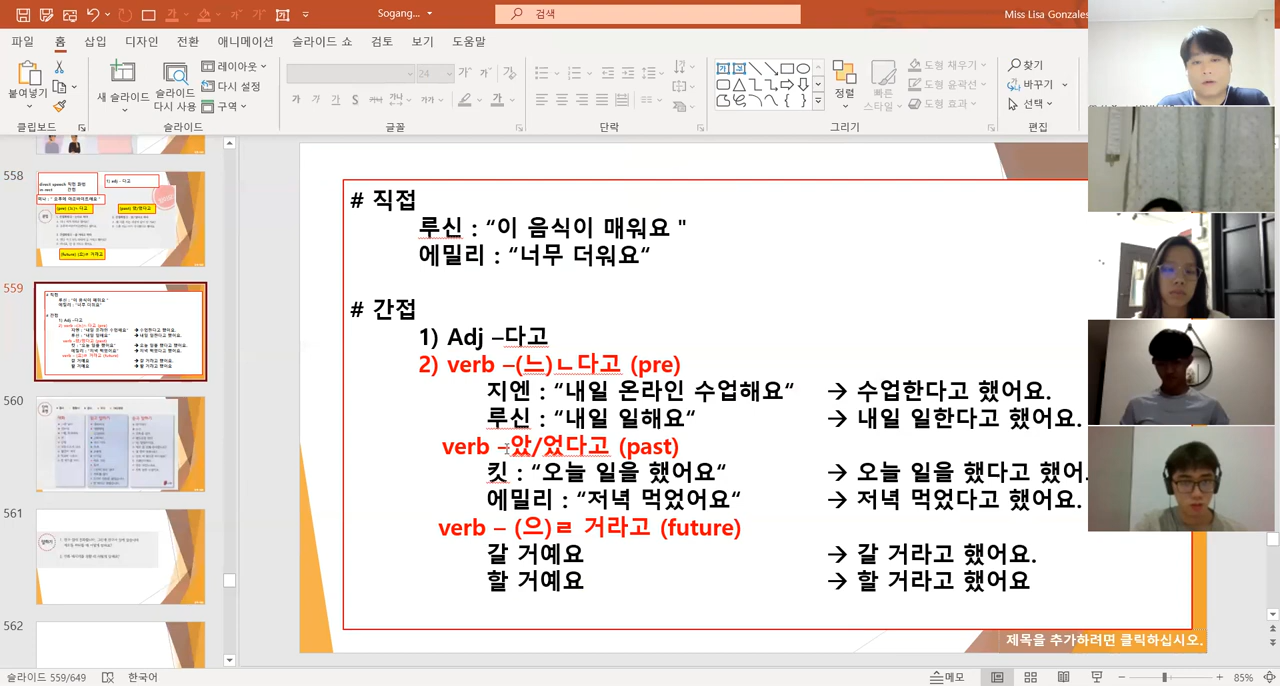 Sogang...
검색
Miss Lisa Gonzales
파일 홈 삽입 디자인 전환 애니메이션 슬라이드 쇼 검토 보기 도움말
붙여넣기
새 슬라이드
슬라이드 다시 사용
레이아웃
다시 설정
구역
24
가 가 가
정렬
빠른 스타일
도형 채우기
도형 윤곽선
도형 효과
찾기
바꾸기
선택
클립보드 슬라이드 글꼴 단락 그리기 편집
558
559
560
561
562
# 직접
루신 : “이 음식이 매워요 "
에밀리 : “너무 더워요“
# 간접
1) Adj –다고
2) verb –(느)ㄴ다고 (pre)
지엔 : “내일 온라인 수업해요“ → 수업한다고 했어요.
루신 : “내일 일해요“ → 내일 일한다고 했어요.
verb –았/었다고 (past)
킷 : “오늘 일을 했어요“ → 오늘 일을 했다고 했어
에밀리 : “저녁 먹었어요“ → 저녁 먹었다고 했어요.
verb – (으)ㄹ 거라고 (future)
갈 거예요 → 갈 거라고 했어요.
할 거예요 → 할 거라고 했어요
제목을 추가하려면 클릭하십시오.
슬라이드 559/649 한국어 메모 85%